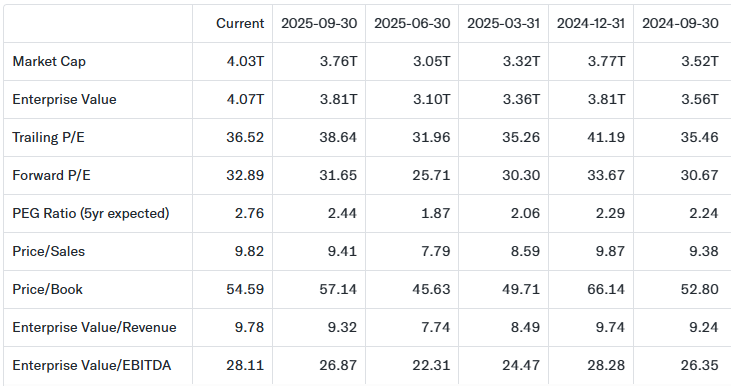 Current 2025-09-30 2025-06-30 2025-03-31 2024-12-31 2024-09-30
Market Cap 4.03T 3.76T 3.05T 3.32T 3.77T 3.52T
Enterprise Value 4.07T 3.81T 3.10T 3.36T 3.81T 3.56T
Trailing P/E 36.52 38.64 31.96 35.26 41.19 35.46
Forward P/E 32.89 31.65 25.71 30.30 33.67 30.67
PEG Ratio (5yr expected) 2.76 2.44 1.87 2.06 2.29 2.24
Price/Sales 9.82 9.41 7.79 8.59 9.87 9.38
Price/Book 54.59 57.14 45.63 49.71 66.14 52.80
Enterprise Value/Revenue 9.78 9.32 7.74 8.49 9.74 9.24
Enterprise Value/EBITDA 28.11 26.87 22.31 24.47 28.28 26.35